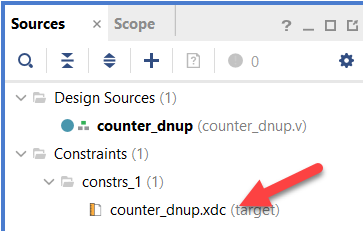 Sources Scope
0
Design Sources (1)
counter_dnup (counter_dnup.v)
Constraints (1)
constrs_1 (1)
counter_dnup.xdc (target)